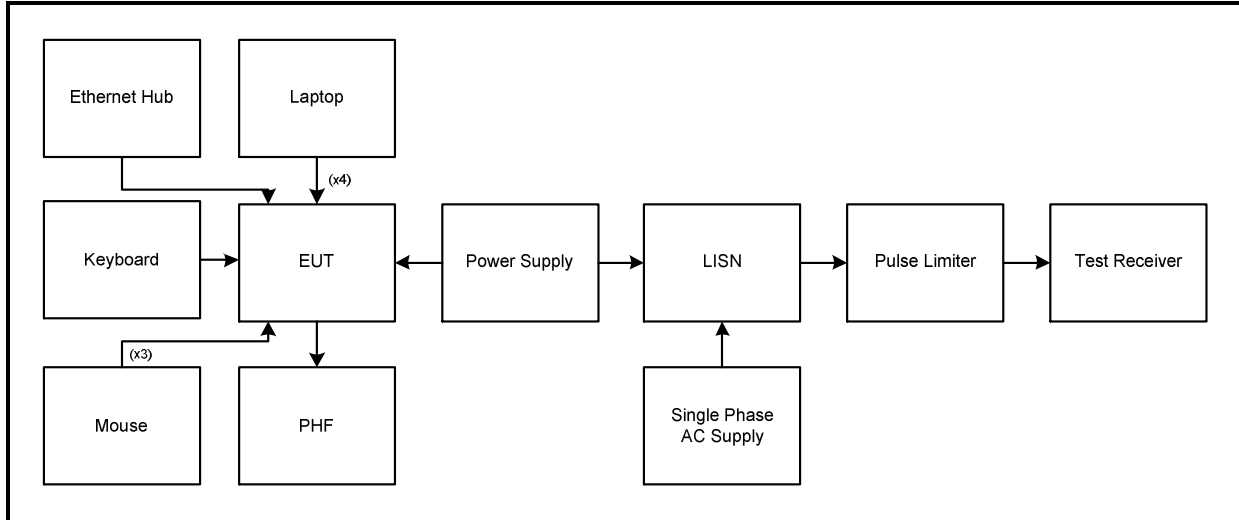 Ethernet Hub
Laptop
(x4)
Keyboard
EUT
Power Supply
LISN
Pulse Limiter
Test Receiver
(x3)
Mouse
PHF
Single Phase
AC Supply